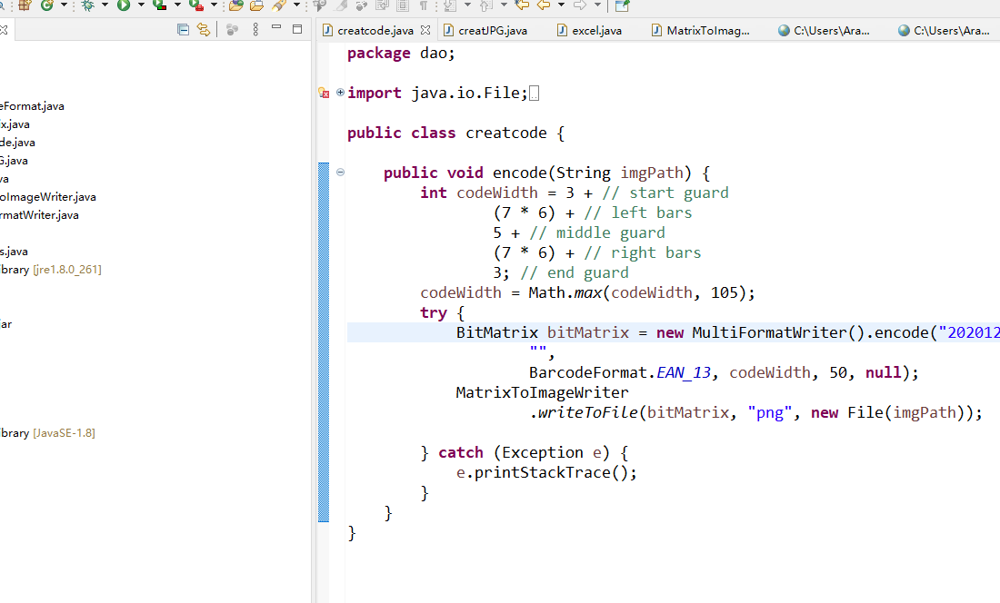 creatcode.java
creatJPG.java
excel.java
MatrixToImag...
C:\Users\Ara...
C:\Users\Ara...
eFormat.java
x.java
de.java
G.java
va
oImageWriter.java
rmatWriter.java
s.java
ibrary [jre1.8.0_261]
ar
ibrary [JavaSE-1.8]
package dao;
import java.io.File;
public class creatcode {
public void encode(String imgPath) {
int codeWidth = 3 + // start guard
(7 * 6) + // left bars
5 + // middle guard
(7 * 6) + // right bars
3; // end guard
codeWidth = Math.max(codeWidth, 105);
try {
BitMatrix bitMatrix = new MultiFormatWriter().encode("202012
"",
BarcodeFormat.EAN_13, codeWidth, 50, null);
MatrixToImageWriter
.writeToFile(bitMatrix, "png", new File(imgPath));
} catch (Exception e) {
e.printStackTrace();
}
}
}